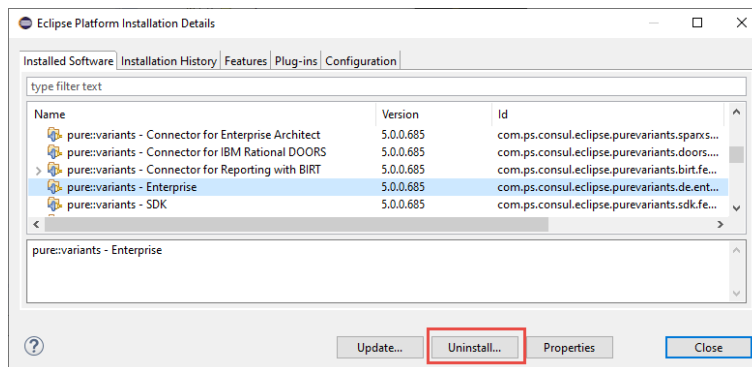 Eclipse Platform Installation Details
Installed Software Installation History Features Plug-ins Configuration
type filter text
Name Version Id
pure::variants - Connector for Enterprise Architect 5.0.0.685 com.ps.consul.eclipse.purevariants.sparxs...
pure::variants - Connector for IBM Rational DOORS 5.0.0.685 com.ps.consul.eclipse.purevariants.doors....
pure::variants - Connector for Reporting with BIRT 5.0.0.685 com.ps.consul.eclipse.purevariants.birt.fe...
pure::variants - Enterprise 5.0.0.685 com.ps.consul.eclipse.purevariants.de.ent...
pure::variants - SDK 5.0.0.685 com.ps.consul.eclipse.purevariants.sdk.fe...
pure::variants - Enterprise
? Update... Uninstall... Properties Close